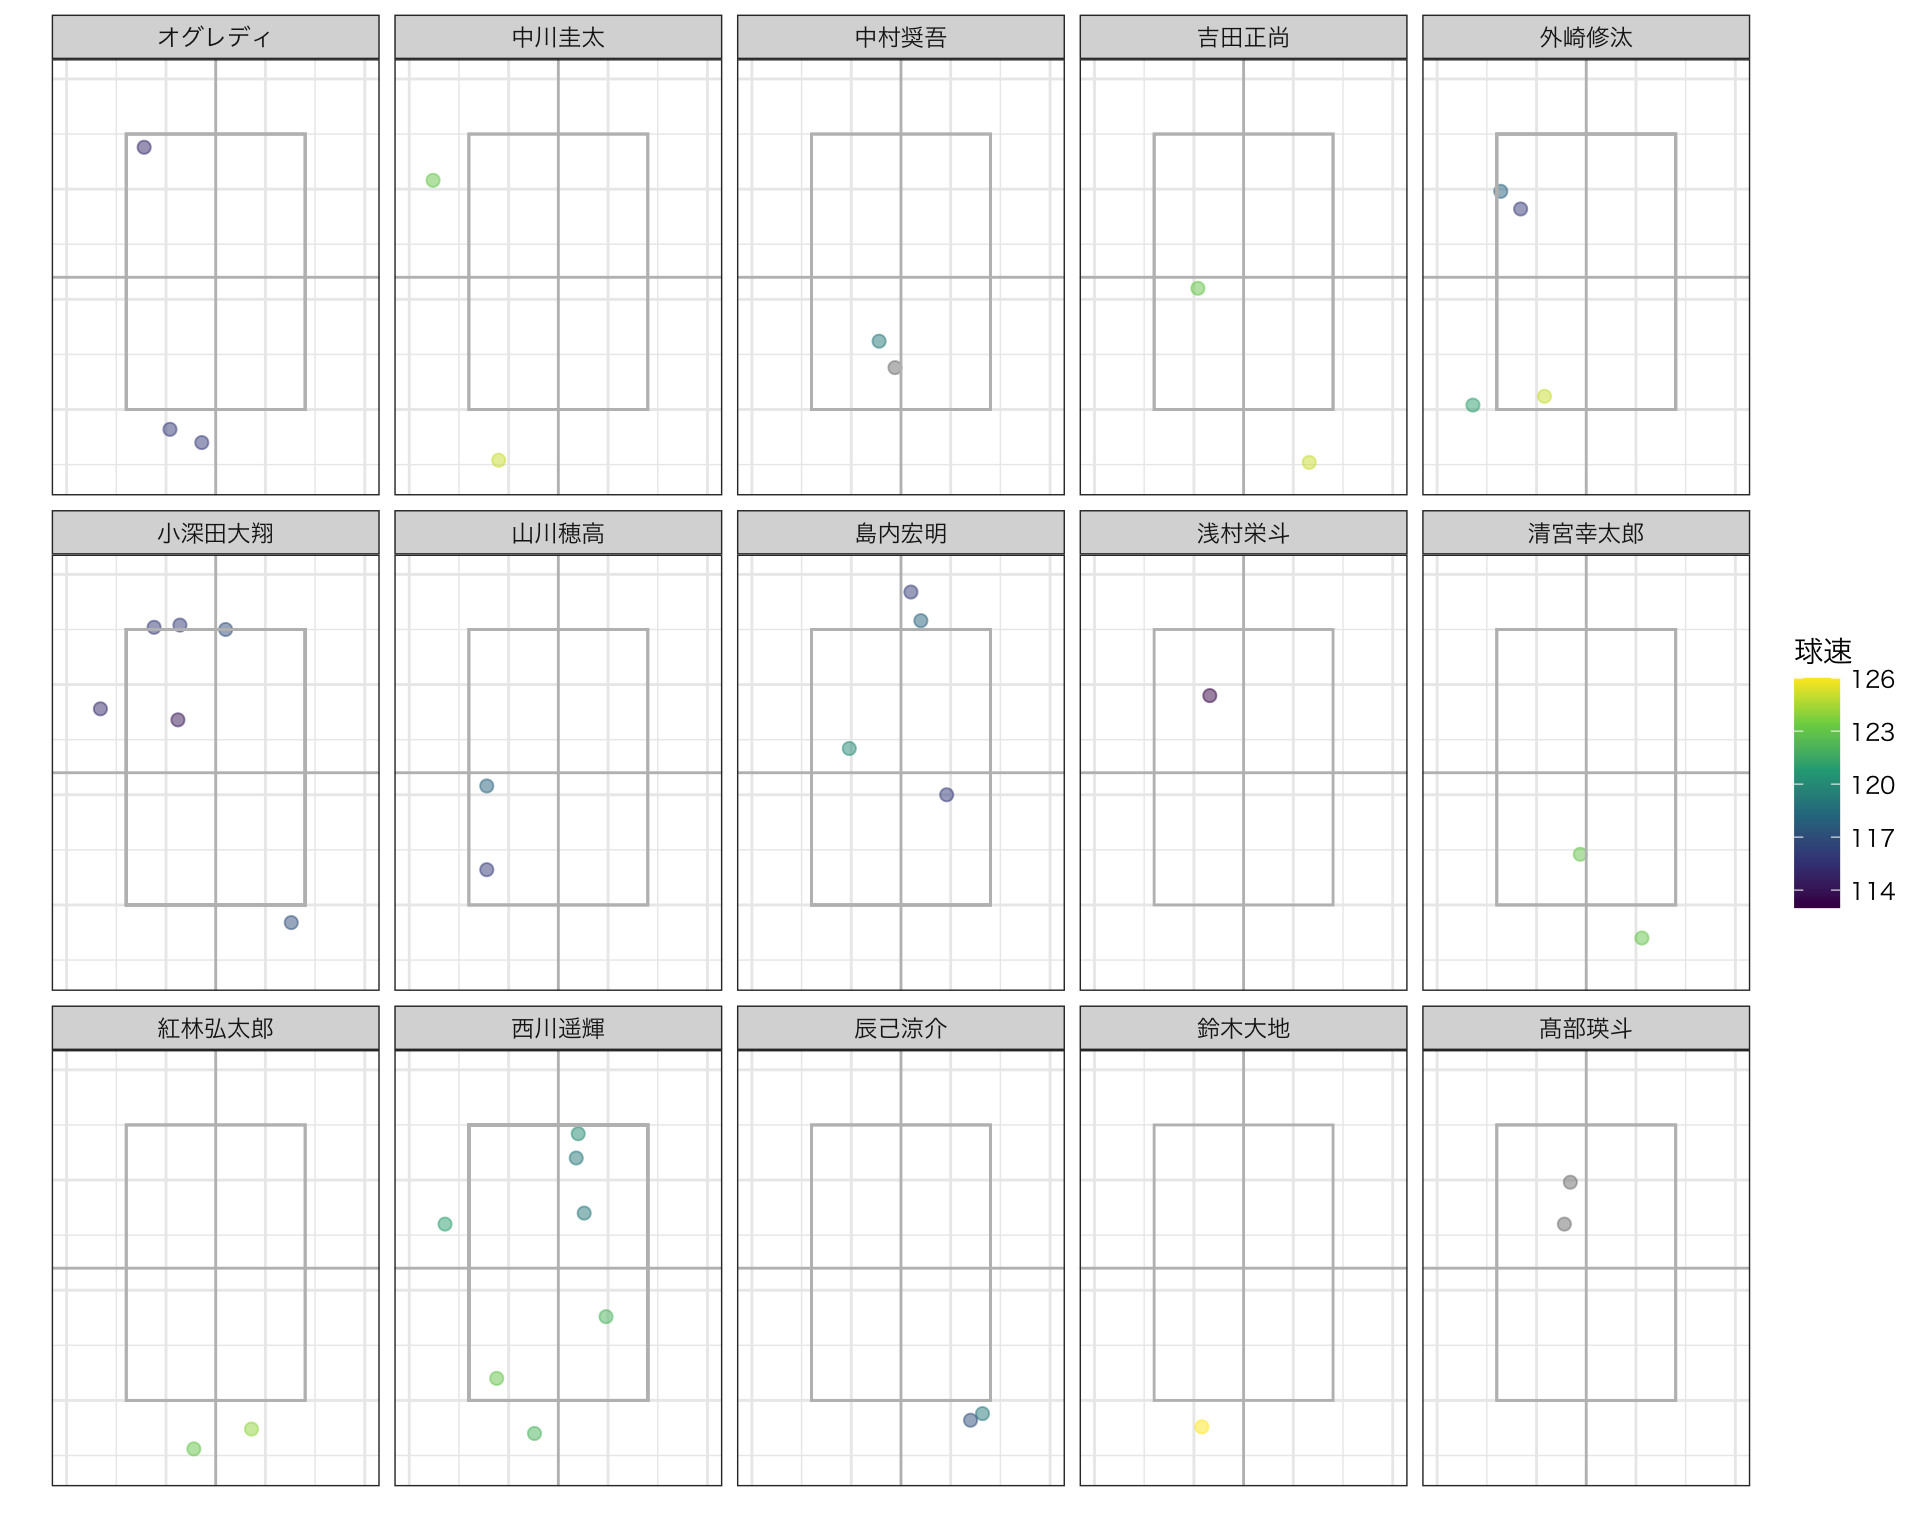 オグレディ
中川圭太
中村奨吾
吉田正尚
外崎修汰
小深田大翔
山川穂高
島内宏明
浅村栄斗
清宮幸太郎
紅林弘太郎
西川遥輝
辰己涼介
鈴木大地
髙部瑛斗
球速
126
123
120
117
114